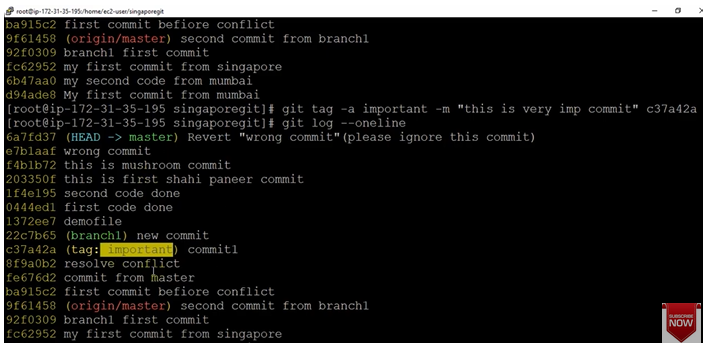 root@ip-172-31-35-195:/home/ec2-user/singaporegit
ba915c2 first commit befiore conflict
9f61458 (origin/master) second commit from branch1
92f0309 branch1 first commit
fc62952 my first commit from singapore
6b47aa0 my second code from mumbai
d94ade8 My first commit from mumbai
[root@ip-172-31-35-195 singaporegit]# git tag -a important -m "this is very imp commit" c37a42a
[root@ip-172-31-35-195 singaporegit]# git log --oneline
6a7fd37 (HEAD -> master) Revert "wrong commit"(please ignore this commit)
e7b1aaf wrong commit
f4b1b72 this is mushroom commit
203350f this is first shahi paneer commit
1f4e195 second code done
0444ed1 first code done
1372ee7 demofile
22c7b65 (branch1) new commit
c37a42a (tag: important) commit1
8f9a0b2 resolve conflict
fe676d2 commit from master
ba915c2 first commit befiore conflict
9f61458 (origin/master) second commit from branch1
92f0309 branch1 first commit
fc62952 my first commit from singapore
SUBSCRIBE
NOW